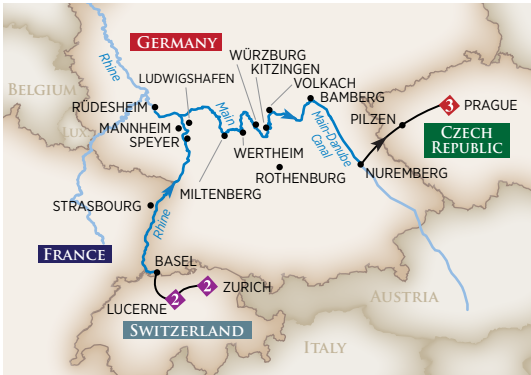 GERMANY
WÜRZBURG
KITZINGEN
Rhine
LUDWIGSHAFEN
VOLKACH
BELGIUM
BAMBERG
RÜDESHEIM
Main
3
PRAGUE
PILZEN
MANNHEIM
LUX.
SPEYER
Main-Danube
Canal
CZECH
REPUBLIC
WERTHEIM
ROTHENBURG
NUREMBERG
MILTENBERG
STRASBOURG
Rhine
FRANCE
BASEL
2
ZURICH
2
LUCERNE
AUSTRIA
SWITZERLAND
ITALY